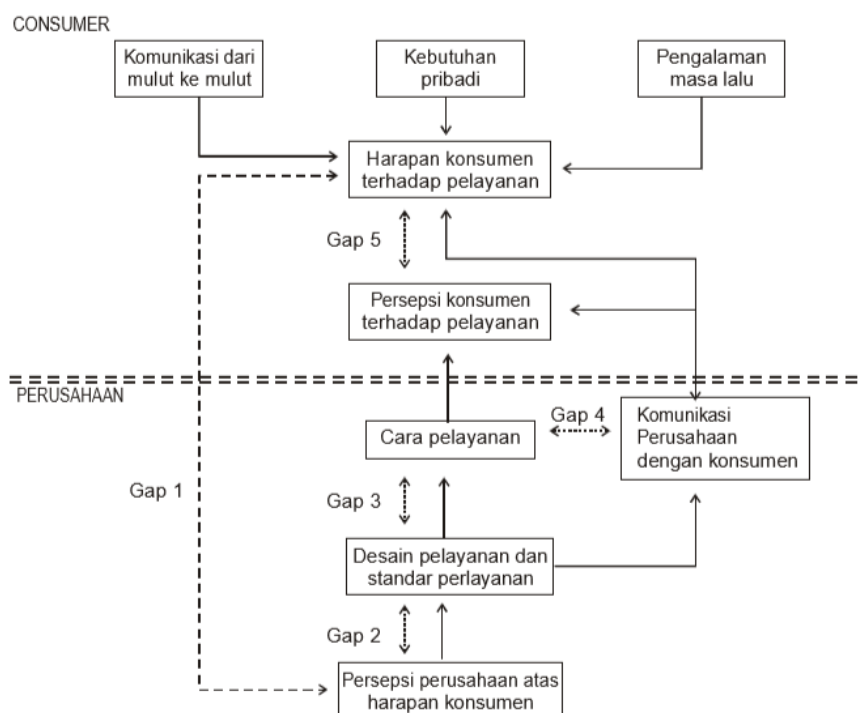 CONSUMER
Komunikasi dari
mulut ke mulut
Kebutuhan
pribadi
Pengalaman
masa lalu
Harapan konsumen
terhadap pelayanan
Gap 5
Persepsi konsumen
terhadap pelayanan
PERUSAHAAN
Cara pelayanan
Gap 4
Komunikasi
Perusahaan
dengan konsumen
Gap 1
Gap 3
Desain pelayanan dan
standar perlayanan
Gap 2
Persepsi perusahaan atas
harapan konsumen